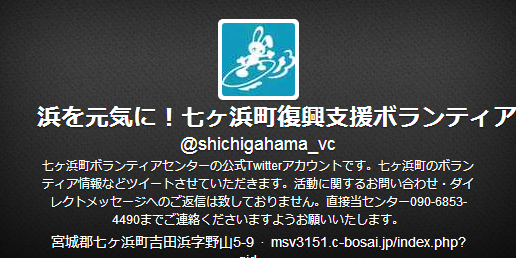 浜を元気に！七ヶ浜町復興支援ボランティア
@shichigahama_vc
七ヶ浜町ボランティアセンターの公式Twitterアカウントです。七ヶ浜町のボラン
ティア情報などツイートさせていただきます。活動に関するお問い合わせ・ダイ
レクトメッセージへのご返信は致しておりません。直接当センター090-6853-
4490までご連絡くださいますようお願いいたします。
宮城郡七ヶ浜町吉田浜字野山5-9 · msv3151.c-bosai.jp/index.php?